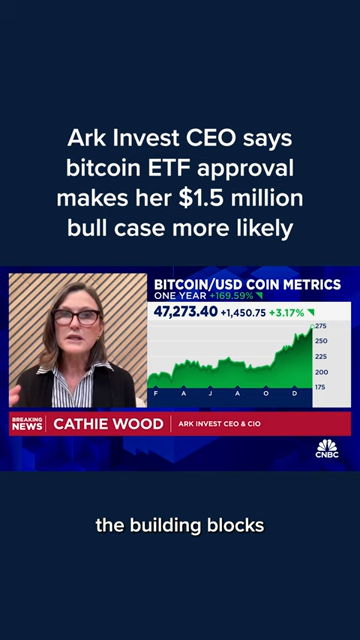 Ark Invest CEO says
bitcoin ETF approval
makes her $1.5 million
bull case more likely
BITCOIN/USD COIN METRICS
ONE YEAR +169.59%
47,273.40 +1,450.75 +3.17%
275
250
225
200
175
F A J A O D
BREAKING
NEWS
CATHIE WOOD
ARK INVEST CEO & CIO
CNBC
the building blocks